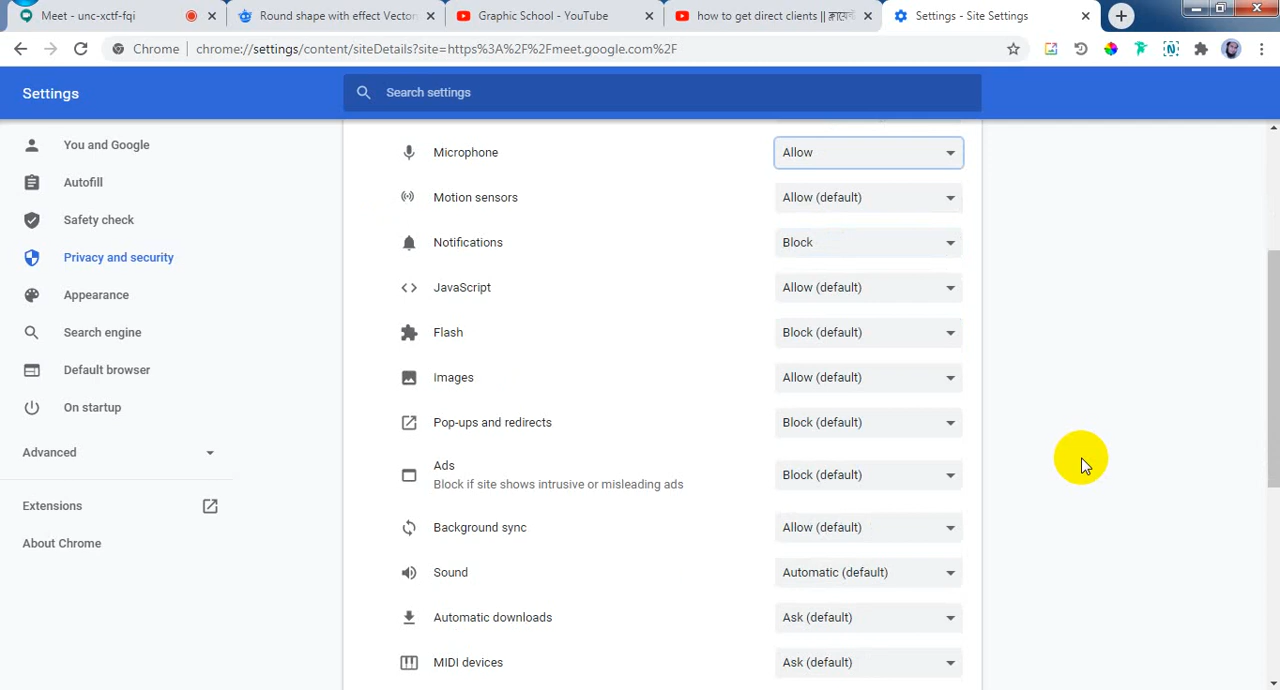 Meet - unc-xctf-fqi
Round shape with effect Vector
Graphic School - YouTube
how to get direct clients ||
Settings - Site Settings
Chrome
chrome://settings/content/siteDetails?site=https%3A%2F%2Fmeet.google.com%2F
Settings
Search settings
You and Google
Autofill
Safety check
Privacy and security
Appearance
Search engine
Default browser
On startup
Advanced
Extensions
About Chrome
Microphone
Allow
Motion sensors
Allow (default)
Notifications
Block
JavaScript
Allow (default)
Flash
Block (default)
Images
Allow (default)
Pop-ups and redirects
Block (default)
Ads
Block if site shows intrusive or misleading ads
Block (default)
Background sync
Allow (default)
Sound
Automatic (default)
Automatic downloads
Ask (default)
MIDI devices
Ask (default)